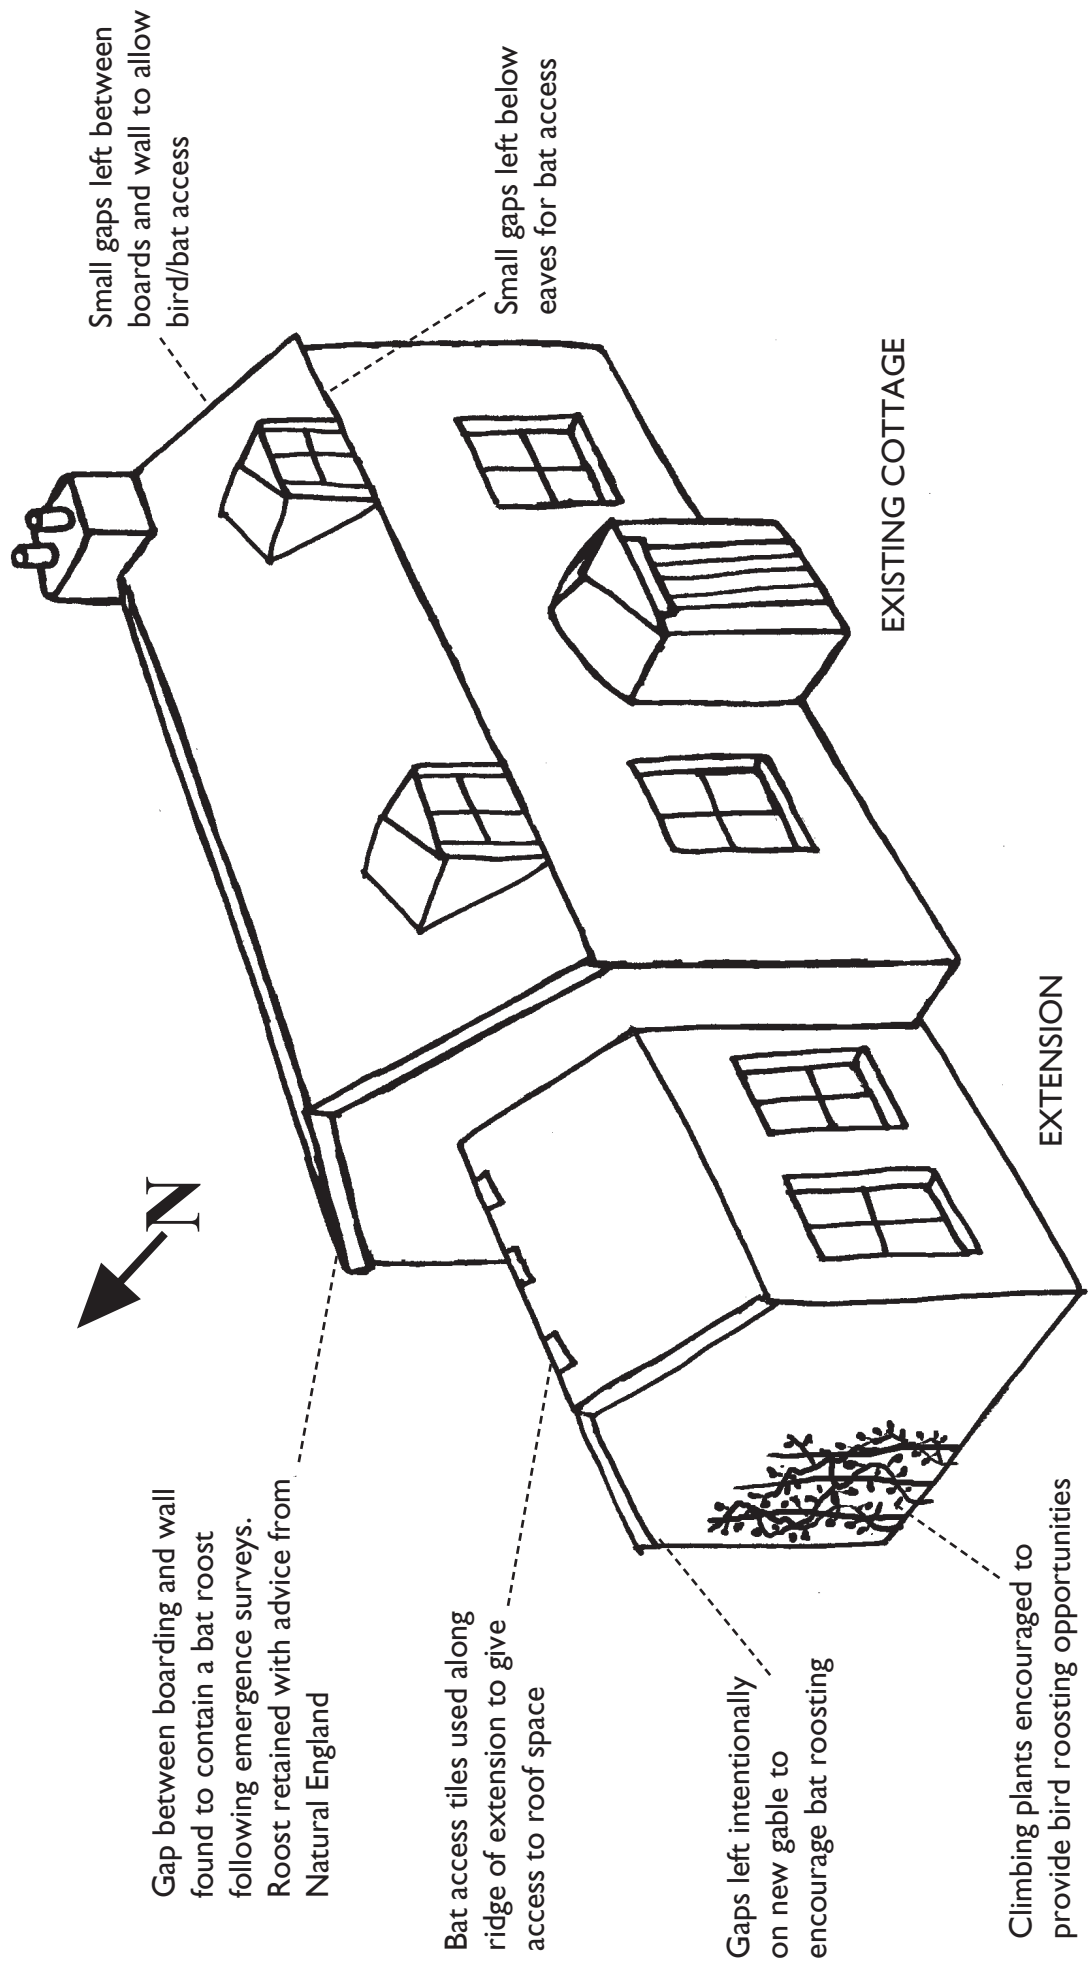 Gap between boarding and wall
found to contain a bat roost
following emergence surveys.
Roost retained with advice from
Natural England
N
Small gaps left between
boards and wall to allow
bird/bat access
Bat access tiles used along
ridge of extension to give
access to roof space
Small gaps left below
eaves for bat access
Gaps left intentionally
on new gable to
encourage bat roosting
EXISTING COTTAGE
Climbing plants encouraged to
provide bird roosting opportunities
EXTENSION